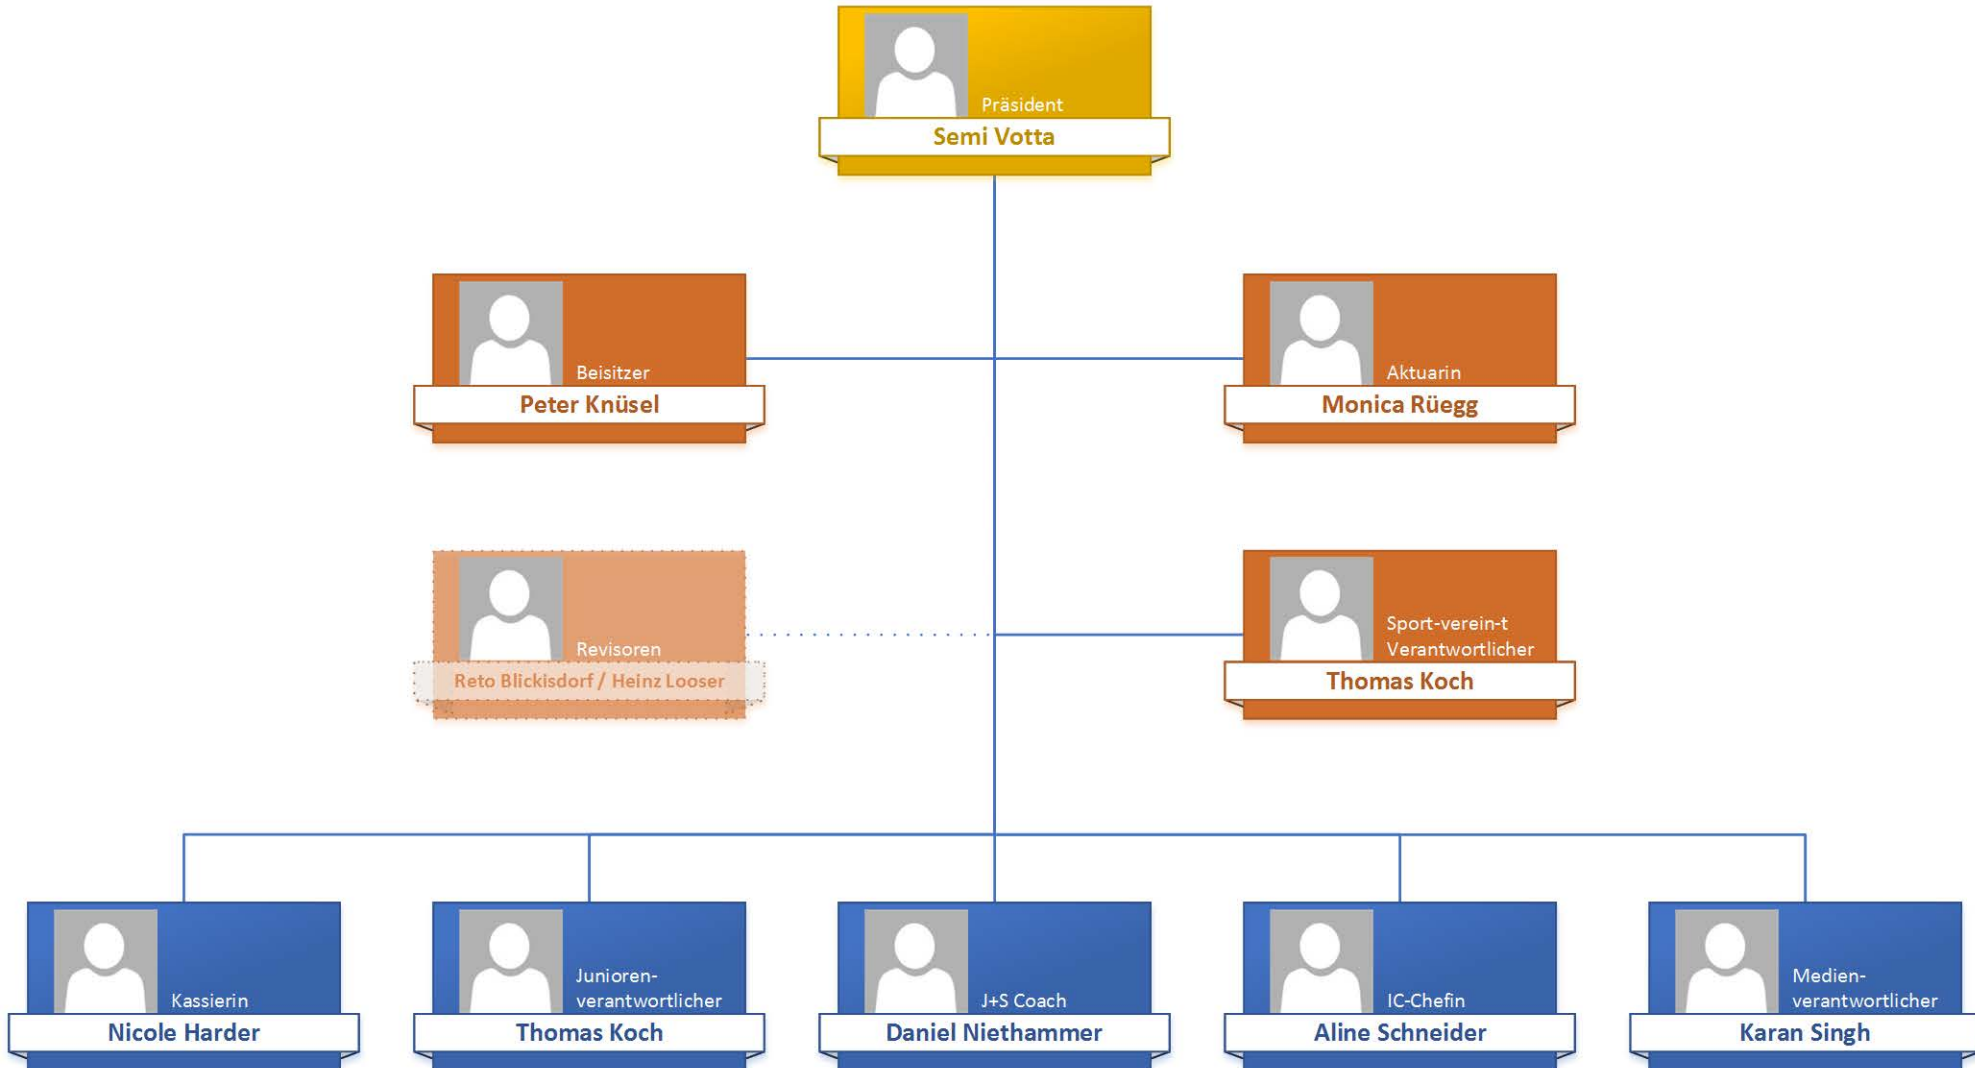 Präsident
Semi Votta
Beisitzer
Peter Knüsel
Aktuarin
Monica Rüegg
Revisoren
Reto Blickisdorf / Heinz Looser
Sport-verein-t
Verantwortlicher
Thomas Koch
Kassierin
Nicole Harder
Junioren-
verantwortlicher
Thomas Koch
J+S Coach
Daniel Niethammer
IC-Chefin
Aline Schneider
Medien-
verantwortlicher
Karan Singh